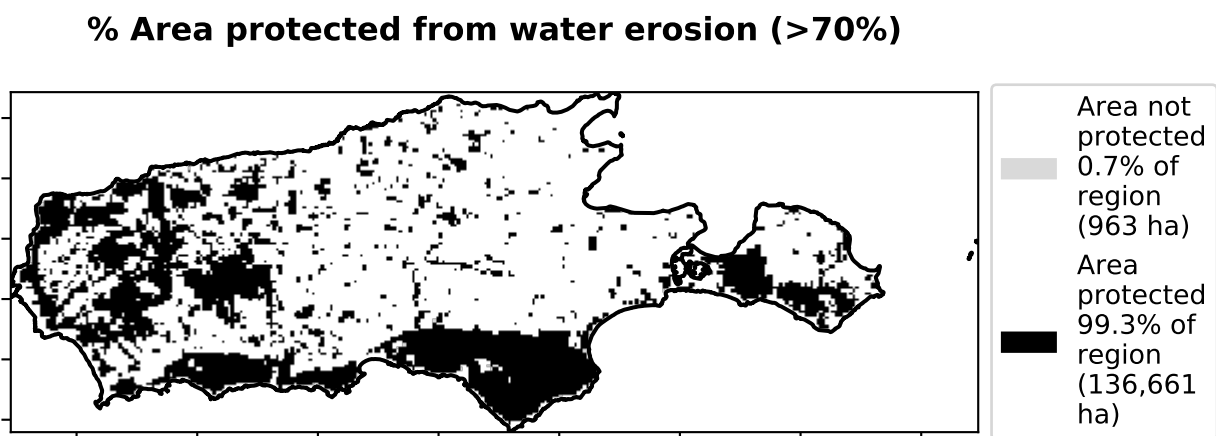 % Area protected from water erosion (>70%)
Area not
protected
0.7% of
region
(963 ha)
Area
protected
99.3% of
region
(136,661
ha)